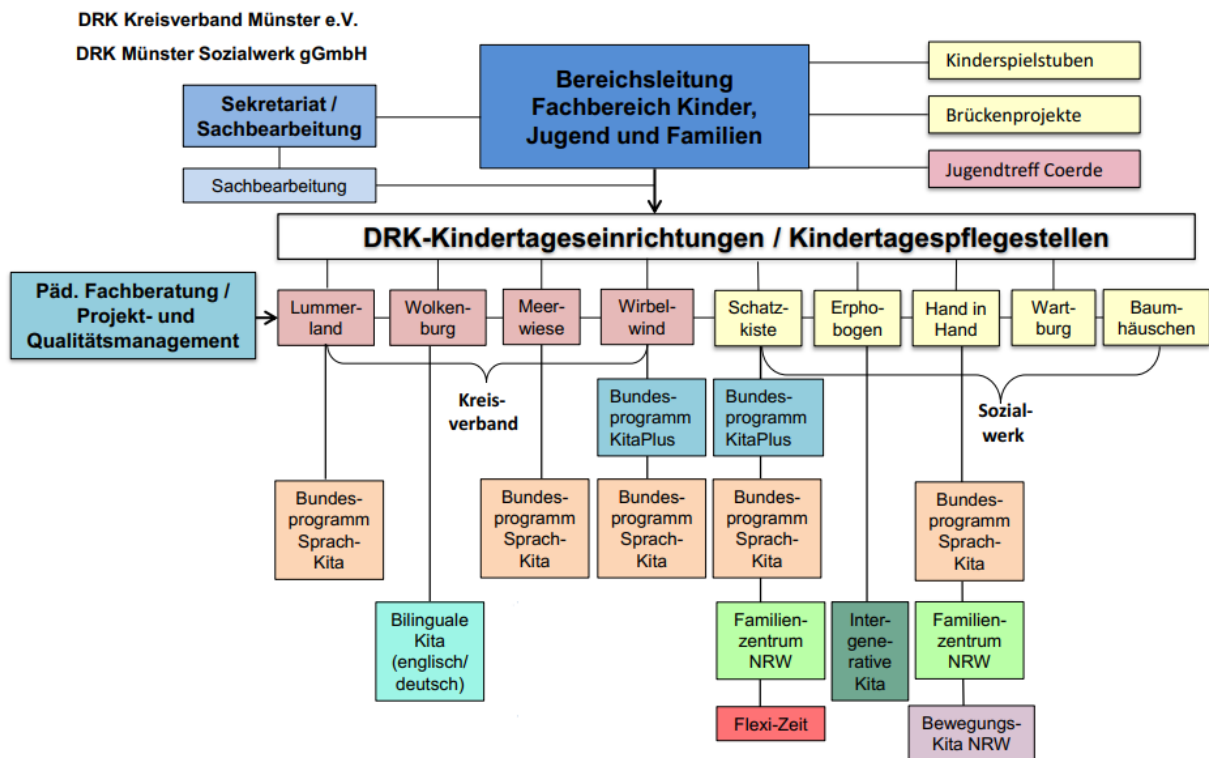 DRK Kreisverband Münster e.V.
DRK Münster Sozialwerk gGmbH
Bereichsleitung
Fachbereich Kinder,
Jugend und Familien
Kinderspielstuben
Brückenprojekte
Jugendtreff Coerde
Sekretariat /
Sachbearbeitung
Sachbearbeitung
DRK-Kindertageseinrichtungen / Kindertagespflegestellen
Päd. Fachberatung /
Projekt- und
Qualitätsmanagement
Lummer-
land
Wolken-
burg
Meer-
wiese
Wirbel-
wind
Schatz-
kiste
Erpho-
bogen
Hand in
Hand
Wart-
burg
Baum-
häuschen
Kreis-
verband
Sozial-
werk
Bundes-
programm
KitaPlus
Bundes-
programm
KitaPlus
Bundes-
programm
Sprach-
Kita
Bundes-
programm
Sprach-
Kita
Bundes-
programm
Sprach-
Kita
Bundes-
programm
Sprach-
Kita
Bundes-
programm
Sprach-
Kita
Bilinguale
Kita
(englisch/
deutsch)
Familien-
zentrum
NRW
Inter-
gene-
rative
Kita
Familien-
zentrum
NRW
Flexi-Zeit
Bewegungs-
Kita NRW